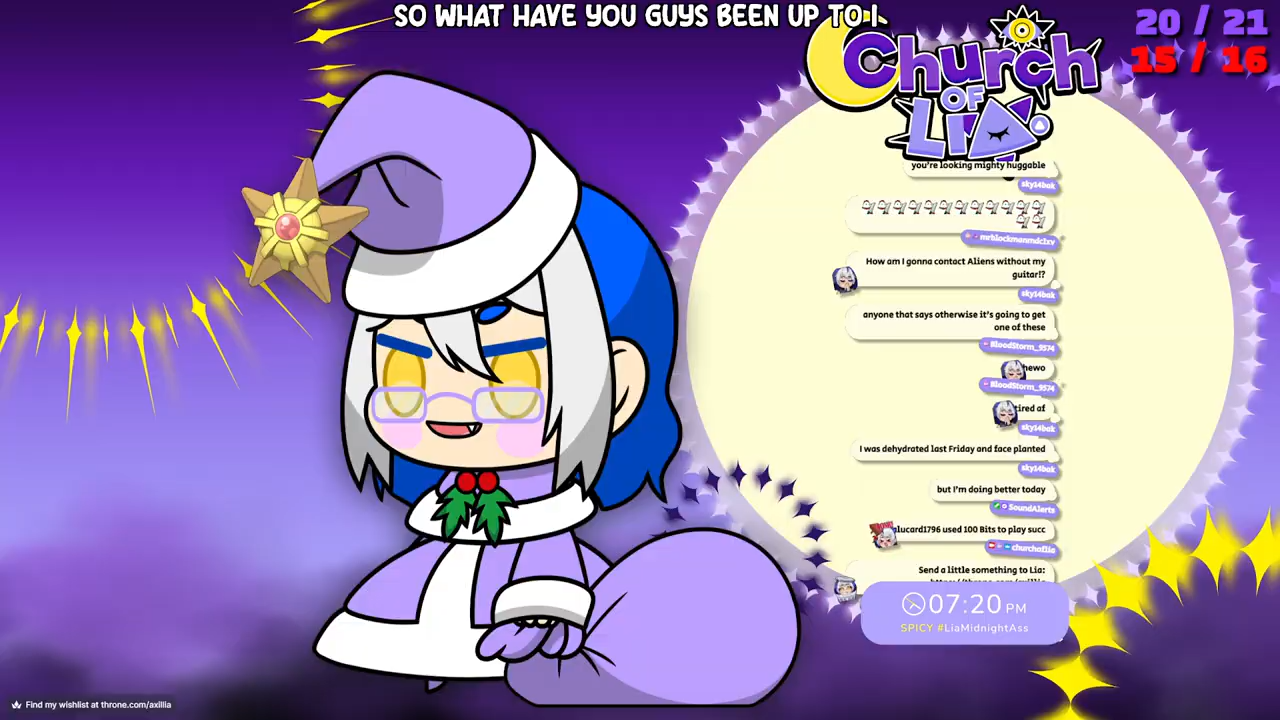 SO WHAT HAVE YOU GUYS BEEN UP TO I
20 / 21
15 / 16
Church
OF
LIA
you're looking mighty huggable
sky14bak
mrblockmanmdclxv
How am I gonna contact Aliens without my
guitar!?
sky14bak
anyone that says otherwise it's going to get
one of these
BloodStorm_9574
hewo
BloodStorm_9574
tired af
sky14bak
I was dehydrated last Friday and face planted
sky14bak
but I'm doing better today
SoundAlerts
alucard1796 used 100 Bits to play succ
churchoflia
Send a little something to Lia:
07:20 PM
SPICY #LiaMidnightAss
Find my wishlist at throne.com/axillia